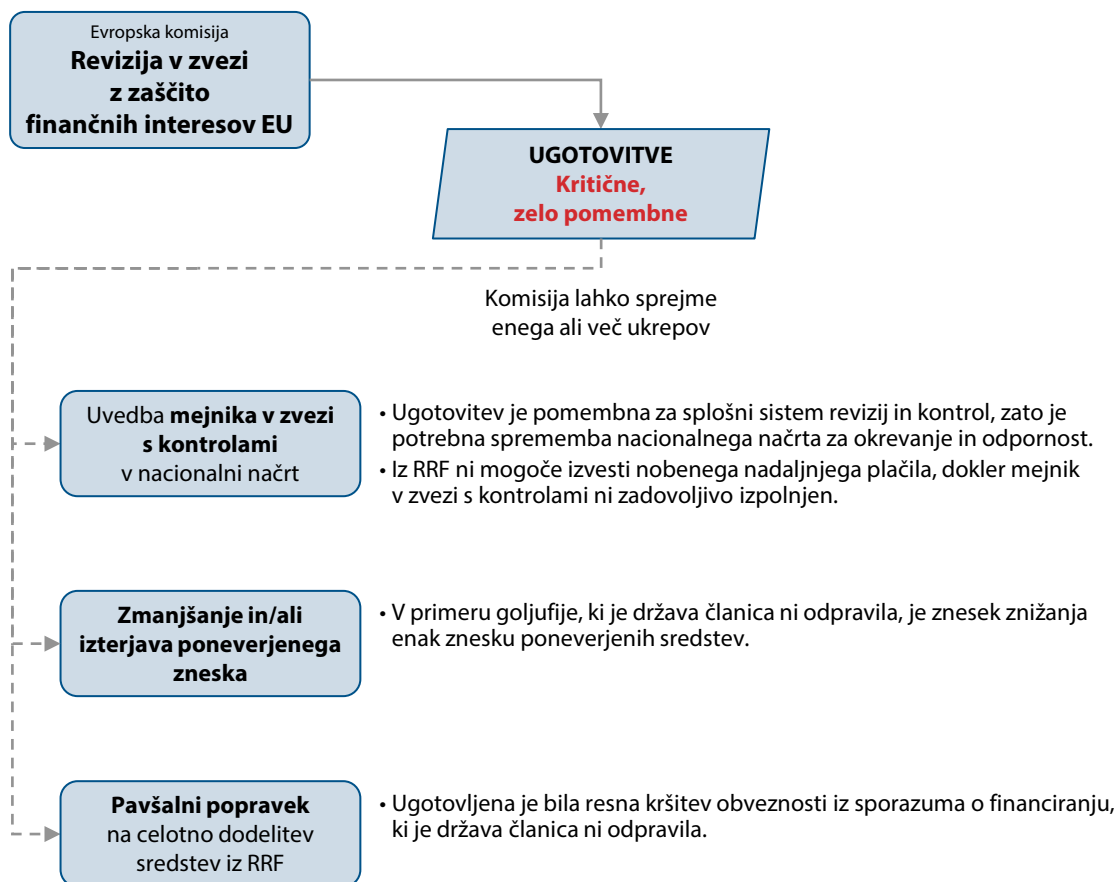 Evropska komisija
Revizija v zvezi
z zaščito
finančnih interesov EU
UGOTOVITVE
Kritične,
zelo pomembne
Komisija lahko sprejme
enega ali več ukrepov
Uvedba mejnika v zvezi
s kontrolami
v nacionalni načrt
• Ugotovitev je pomembna za splošni sistem revizij in kontrol, zato je
potrebna sprememba nacionalnega načrta za okrevanje in odpornost.
• Iz RRF ni mogoče izvesti nobenega nadaljnjega plačila, dokler mejnik
v zvezi s kontrolami ni zadovoljivo izpolnjen.
Zmanjšanje in/ali
izterjava poneverjenega
zneska
• V primeru goljufije, ki je država članica ni odpravila, je znesek znižanja
enak znesku poneverjenih sredstev.
Pavšalni popravek
na celotno dodelitev
sredstev iz RRF
• Ugotovljena je bila resna kršitev obveznosti iz sporazuma o financiranju,
ki je država članica ni odpravila.